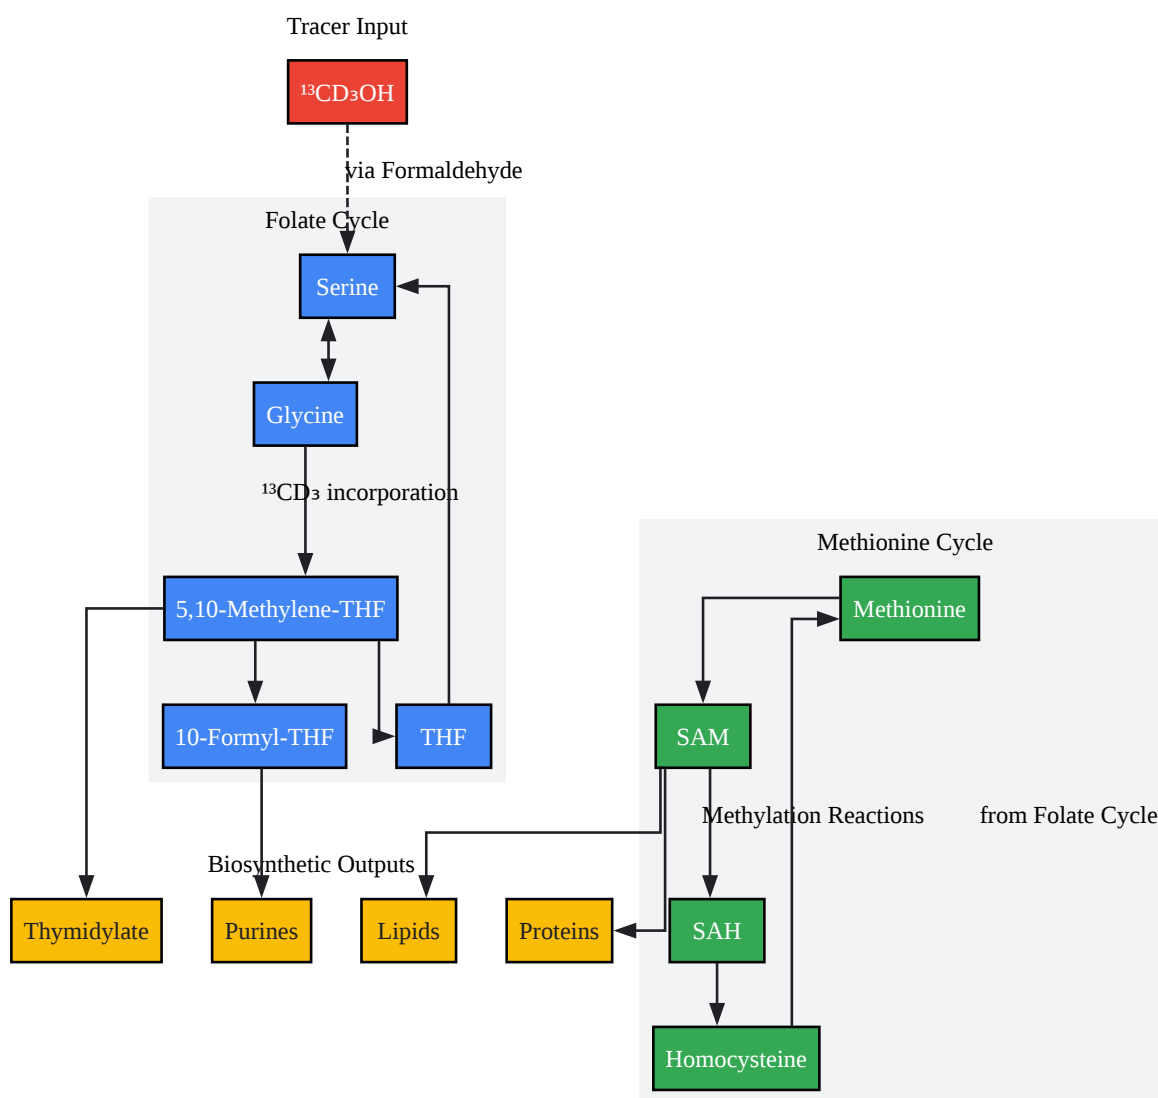 Tracer Input
¹³CD₃OH
via Formaldehyde
Folate Cycle
Serine
Glycine
¹³CD₃ incorporation
5,10-Methylene-THF
10-Formyl-THF
THF
Methionine Cycle
Methionine
SAM
Methylation Reactions
from Folate Cycle
SAH
Homocysteine
Biosynthetic Outputs
Thymidylate
Purines
Lipids
Proteins